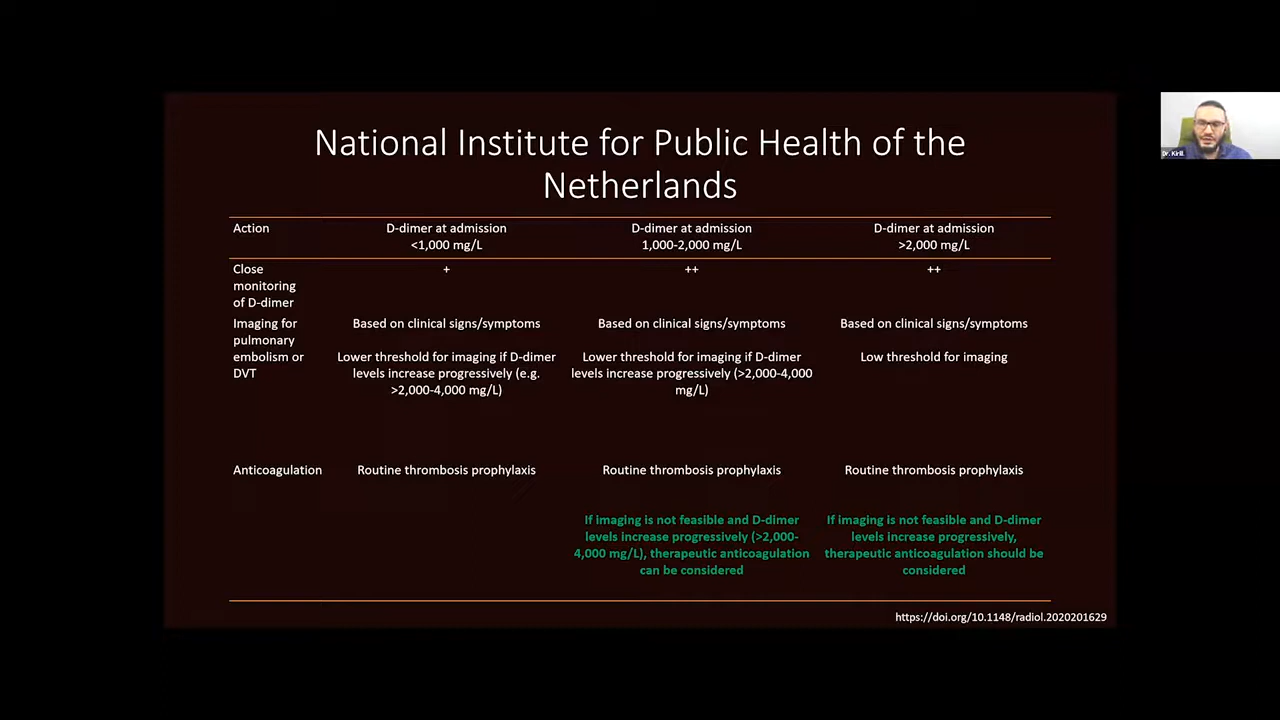 National Institute for Public Health of the
Netherlands
Action
D-dimer at admission
<1,000 mg/L
D-dimer at admission
1,000-2,000 mg/L
D-dimer at admission
>2,000 mg/L
Close
monitoring
of D-dimer
+
++
++
Imaging for
pulmonary
embolism or
DVT
Based on clinical signs/symptoms
Lower threshold for imaging if D-dimer
levels increase progressively (e.g.
>2,000-4,000 mg/L)
Based on clinical signs/symptoms
Lower threshold for imaging if D-dimer
levels increase progressively (>2,000-4,000
mg/L)
Based on clinical signs/symptoms
Low threshold for imaging
Anticoagulation
Routine thrombosis prophylaxis
Routine thrombosis prophylaxis
If imaging is not feasible and D-dimer
levels increase progressively (>2,000-
4,000 mg/L), therapeutic anticoagulation
can be considered
Routine thrombosis prophylaxis
If imaging is not feasible and D-dimer
levels increase progressively,
therapeutic anticoagulation should be
considered
https://doi.org/10.1148/radiol.2020201629
Dr. Kirill